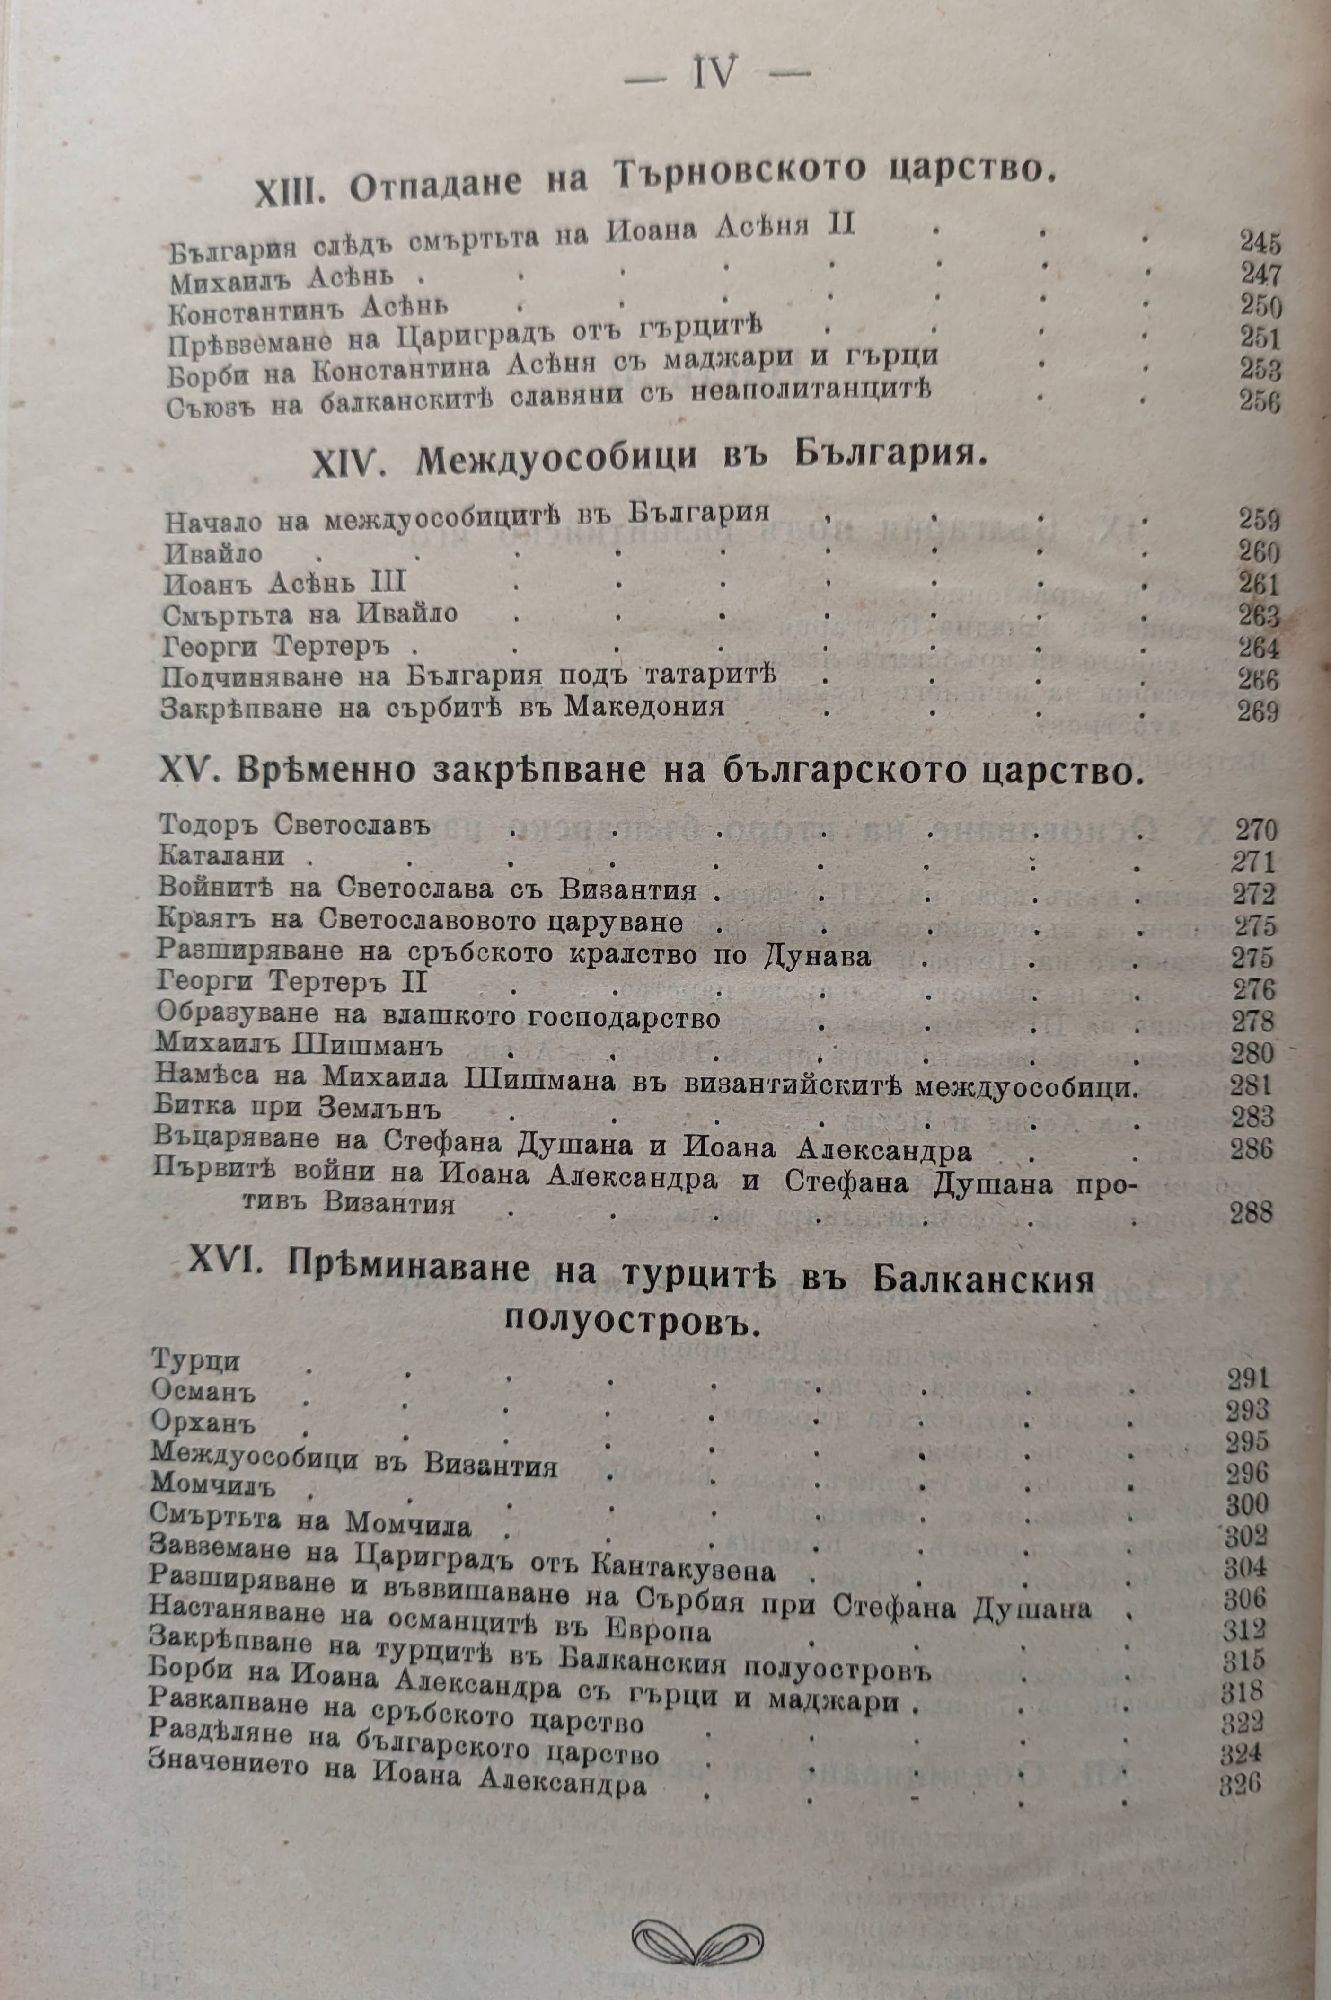 — IV —
XIII. Отпадане на Търновското царство.
България слѣдъ смъртьта на Иоана Асѣня II . . . 245
Михаилъ Асѣнь . . . . . . . . 247
Константинъ Асѣнь . . . . . . . 250
Прѣвземане на Цариградъ отъ гърцитѣ . . . . 251
Борби на Константина Асѣня съ маджари и гърци . . 253
Съюзъ на балканскитѣ славяни съ неаполитанцитѣ . . 256
XIV. Междуособици въ България.
Начало на междуособицитѣ въ България . . . . 259
Ивайло . . . . . . . . . 260
Иоанъ Асѣнь III . . . . . . . 261
Смъртьта на Ивайло . . . . . . . 263
Георги Тертеръ . . . . . . . . 264
Подчиняване на България подъ татаритѣ . . . . 266
Закрѣпване на сърбитѣ въ Македония . . . . 269
XV. Врѣменно закрѣпване на българското царство.
Тодоръ Светославъ . . . . . . . 270
Каталани . . . . . . . . . 271
Войнитѣ на Светослава съ Византия . . . . . 272
Краятъ на Светославовото царуване . . . . . 275
Разширяване на сръбското кралство по Дунава . . . 275
Георги Тертеръ II . . . . . . . 276
Образуване на влашкото господарство . . . . 278
Михаилъ Шишманъ . . . . . . . 280
Намѣса на Михаила Шишмана въ византийскитѣ междуособици. 281
Битка при Землънъ . . . . . . . 283
Въцаряване на Стефана Душана и Иоана Александра . . 286
Първитѣ войни на Иоана Александра и Стефана Душана про-
тивъ Византия . . . . . . . 288
XVI. Прѣминаване на турцитѣ въ Балканския
полуостровъ.
Турци . . . . . . . . . 291
Османъ . . . . . . . . . 293
Орханъ . . . . . . . . . 295
Междуособици въ Византия . . . . . . 296
Момчилъ . . . . . . . . . 300
Смъртьта на Момчила . . . . . . . 302
Завземане на Цариградъ отъ Кантакузена . . . . 304
Разширяване и възвишаване на Сърбия при Стефана Душана . 306
Настаняване на османцитѣ въ Европа . . . . 312
Закрѣпване на турцитѣ въ Балканския полуостровъ . . 315
Борби на Иоана Александра съ гърци и маджари . . . 318
Разкапване на сръбското царство . . . . . 322
Раздѣляне на българското царство . . . . . 324
Значението на Иоана Александра . . . . . 326